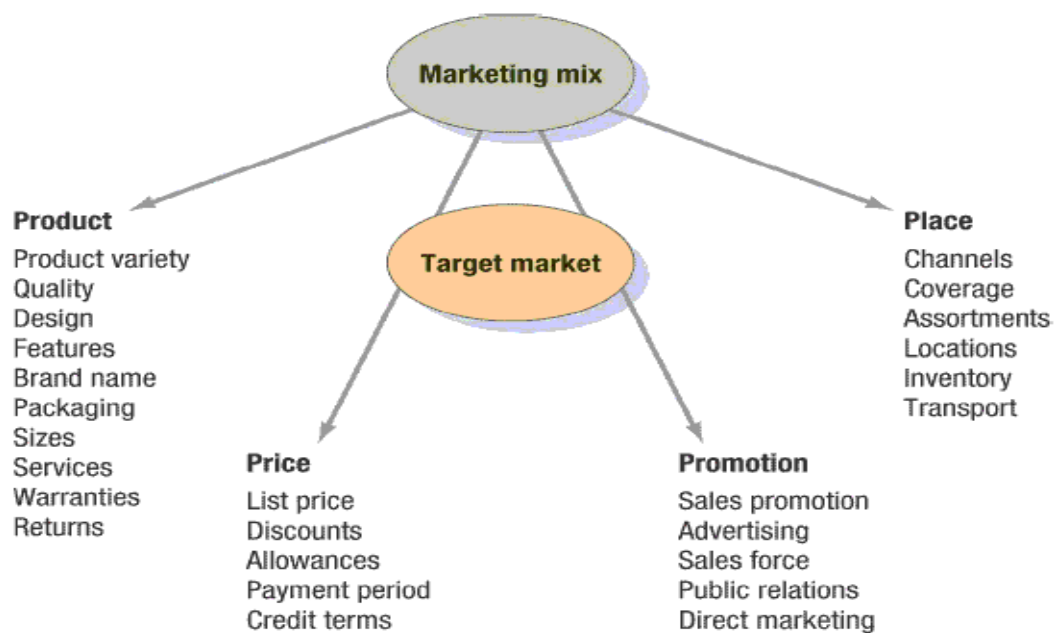 Marketing mix
Target market
Product
Product variety
Quality
Design
Features
Brand name
Packaging
Sizes
Services
Warranties
Returns
Price
List price
Discounts
Allowances
Payment period
Credit terms
Promotion
Sales promotion
Advertising
Sales force
Public relations
Direct marketing
Place
Channels
Coverage
Assortments
Locations
Inventory
Transport